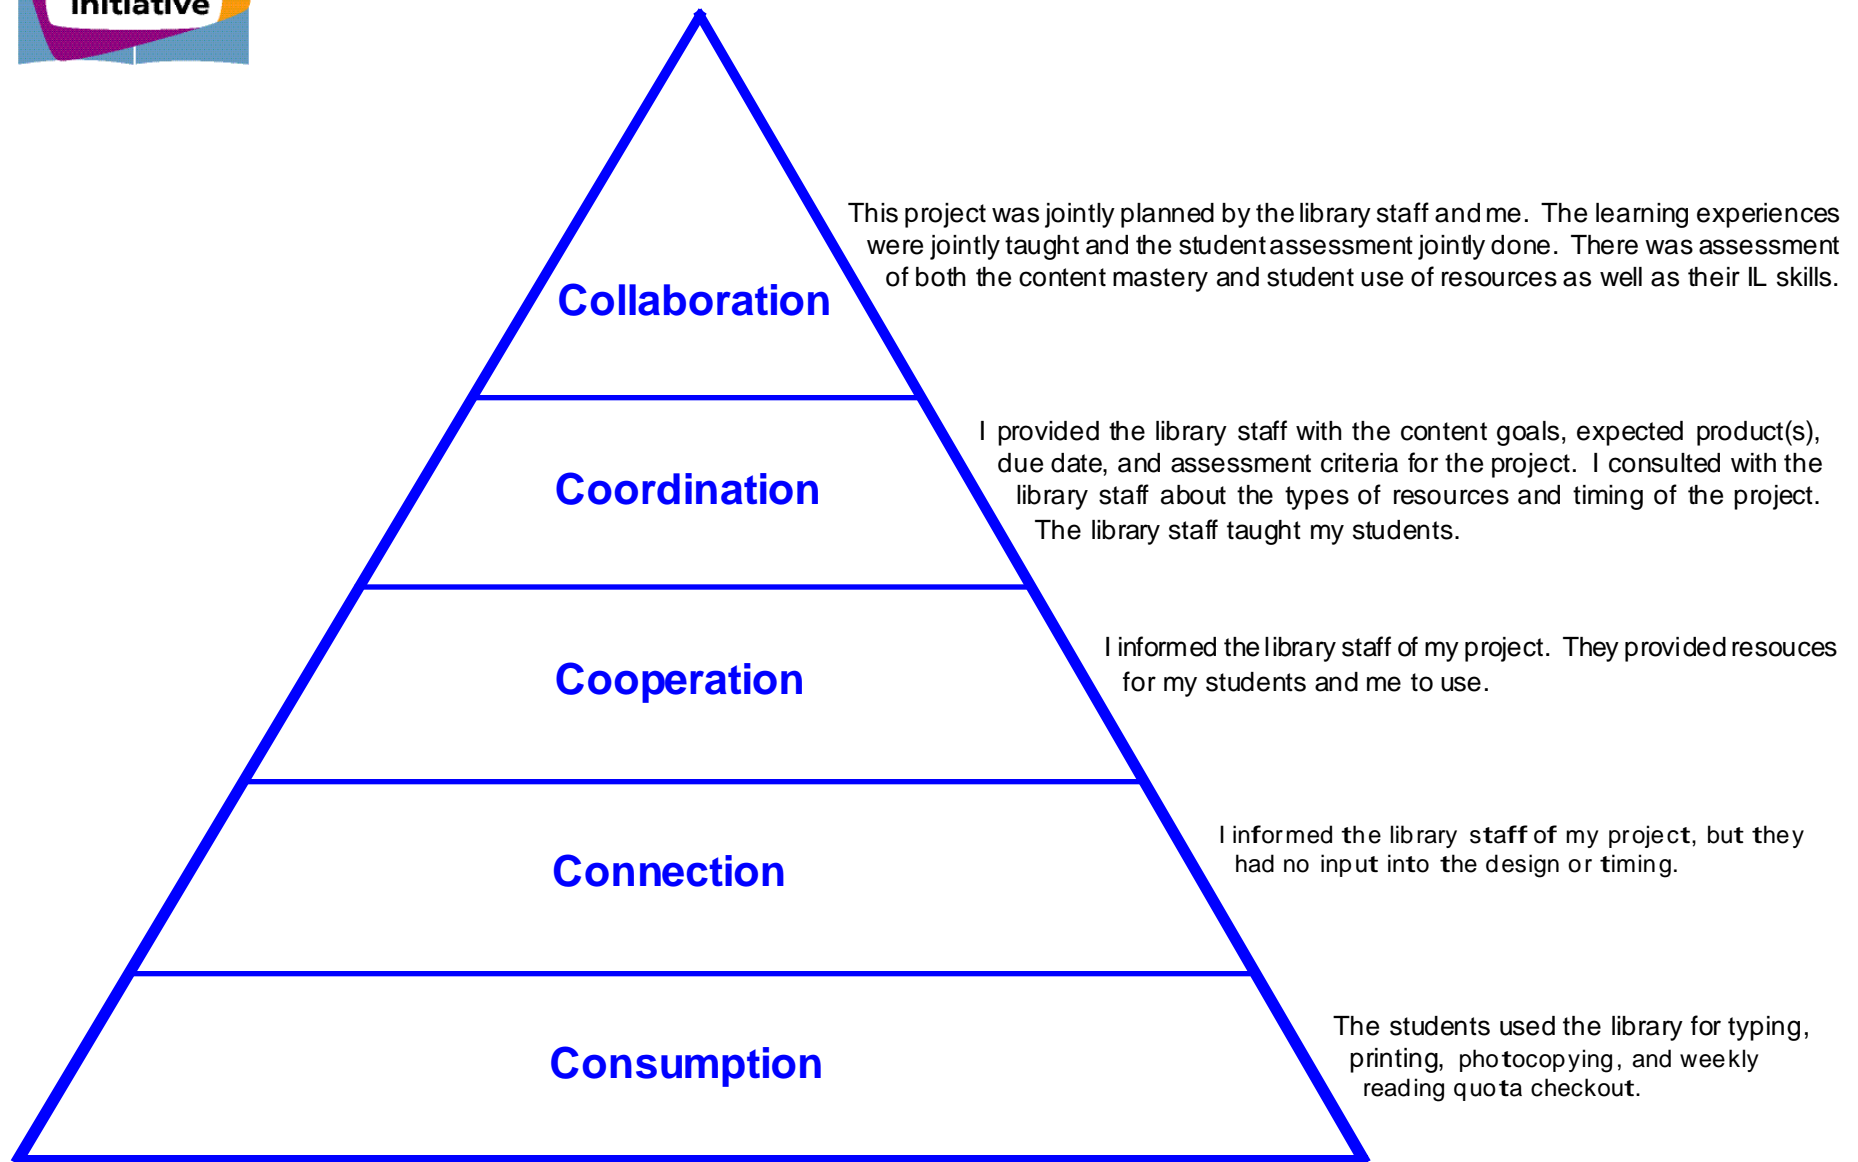 Initiative
This project was jointly planned by the library staff and me. The learning experiences
were jointly taught and the student assessment jointly done. There was assessment
of both the content mastery and student use of resources as well as their IL skills.
Collaboration
I provided the library staff with the content goals, expected product(s),
due date, and assessment criteria for the project. I consulted with the
library staff about the types of resources and timing of the project.
The library staff taught my students.
Coordination
I informed the library staff of my project. They provided resouces
for my students and me to use.
Cooperation
I informed the library staff of my project, but they
had no input into the design or timing.
Connection
The students used the library for typing,
printing, photocopying, and weekly
reading quota checkout.
Consumption